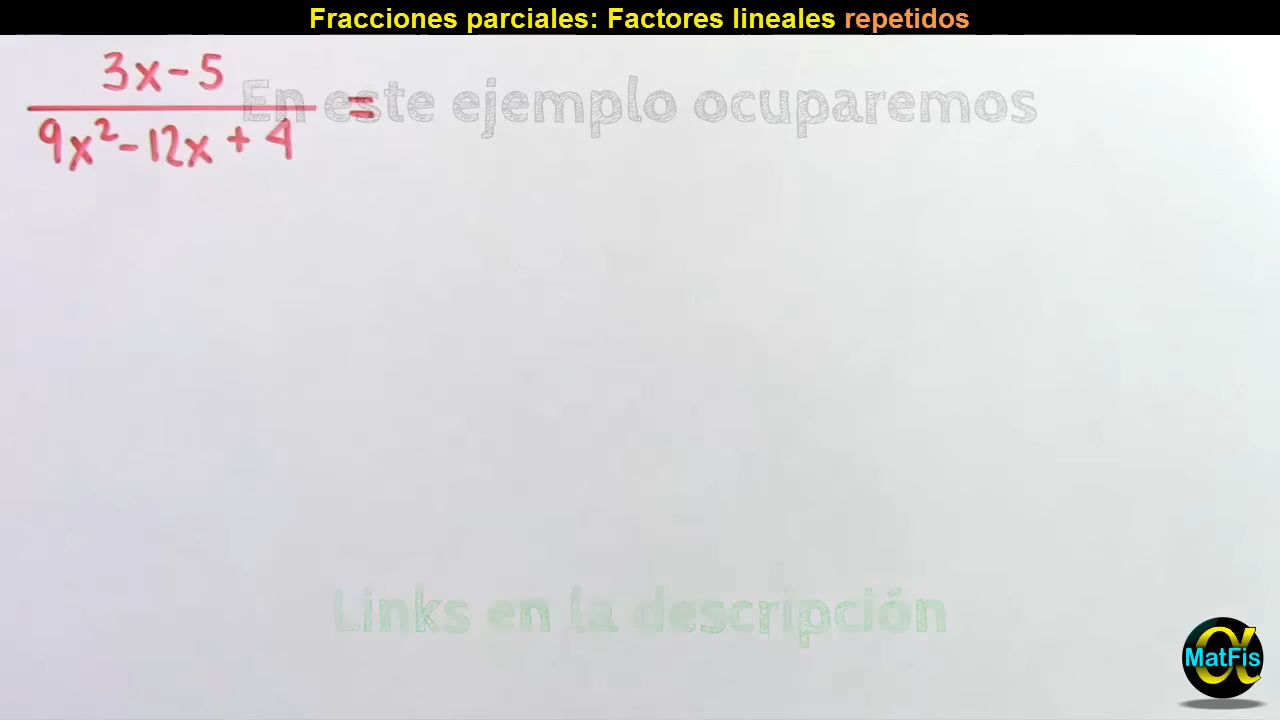 Fracciones parciales: Factores lineales repetidos
En este ejemplo ocuparemos
3x - 5
=
9x² - 12x + 4
Links en la descripción
α
MatFis